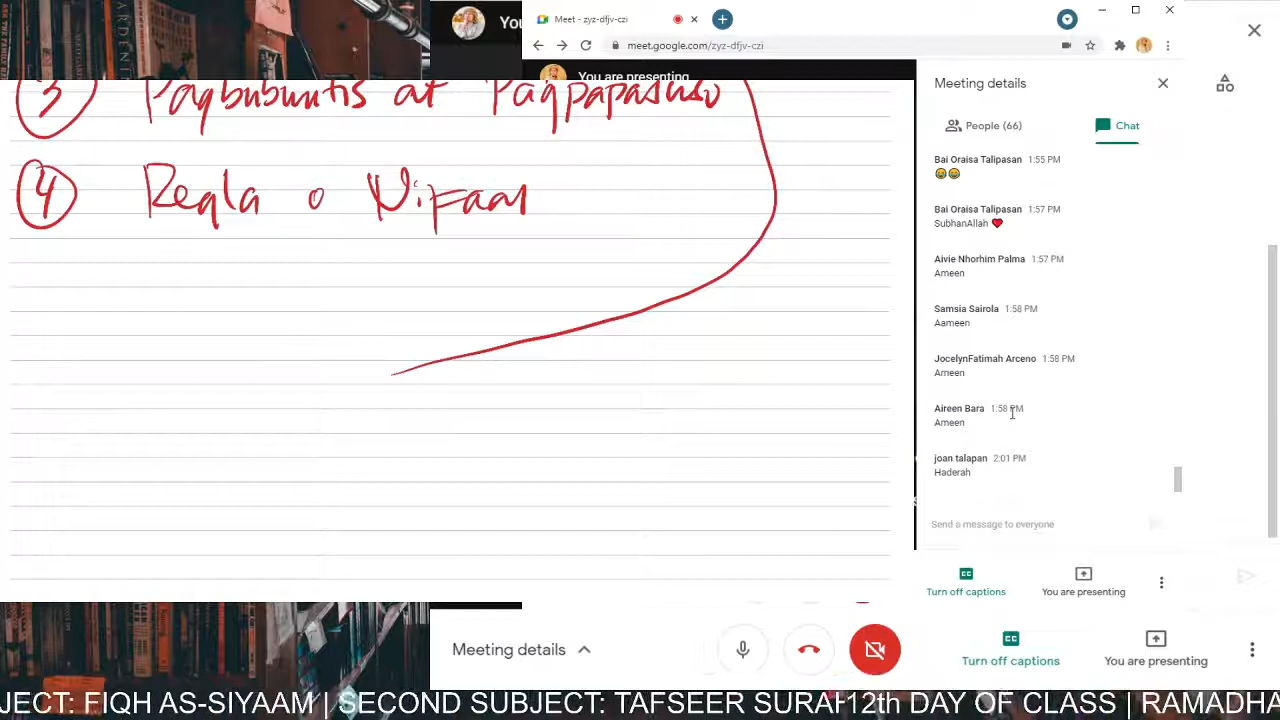 Meet - zyz-dfjv-czi
meet.google.com/zyz-dfjv-czi
You are presenting
3 Pagbubuntis at Pagpapasuso
4 Regla o Nifaas
Meeting details
People (66)
Chat
Bai Oraisa Talipasan 1:55 PM
😂😂
Bai Oraisa Talipasan 1:57 PM
SubhanAllah ❤️
Aivie Nhorhim Palma 1:57 PM
Ameen
Samsia Sairola 1:58 PM
Aameen
JocelynFatimah Arceno 1:58 PM
Ameen
Aireen Bara 1:58 PM
Ameen
joan talapan 2:01 PM
Haderah
Send a message to everyone
CC
Turn off captions
You are presenting
Meeting details
CC
Turn off captions
You are presenting
JECT: FIQH AS-SIYAAM | SECOND SUBJECT: TAFSEER 12th DAY OF CLASS |